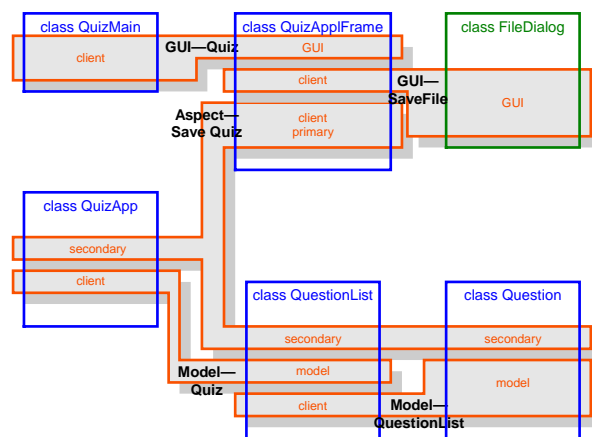 class QuizMain
class QuizApplFrame
class FileDialog
GUI—Quiz
GUI
client
client
GUI—
SaveFile
GUI
Aspect—
Save Quiz
client
primary
class QuizApp
secondary
client
class QuestionList
class Question
secondary
secondary
Model—
Quiz
model
model
client
Model—
QuestionList